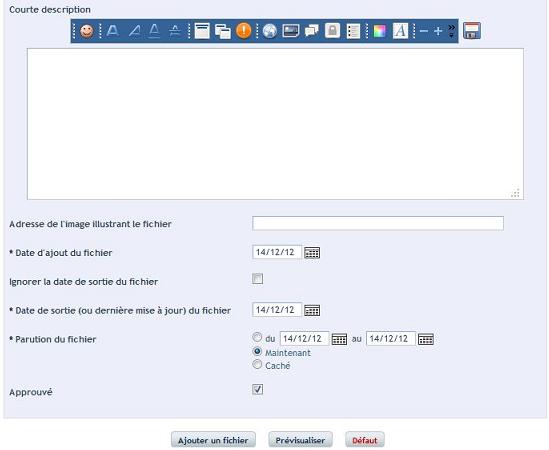 Courte description
Adresse de l'image illustrant le fichier
* Date d'ajout du fichier 14/12/12
Ignorer la date de sortie du fichier
* Date de sortie (ou dernière mise à jour) du fichier 14/12/12
* Parution du fichier du 14/12/12 au 14/12/12
Maintenant
Caché
Approuvé
Ajouter un fichier Prévisualiser Défaut